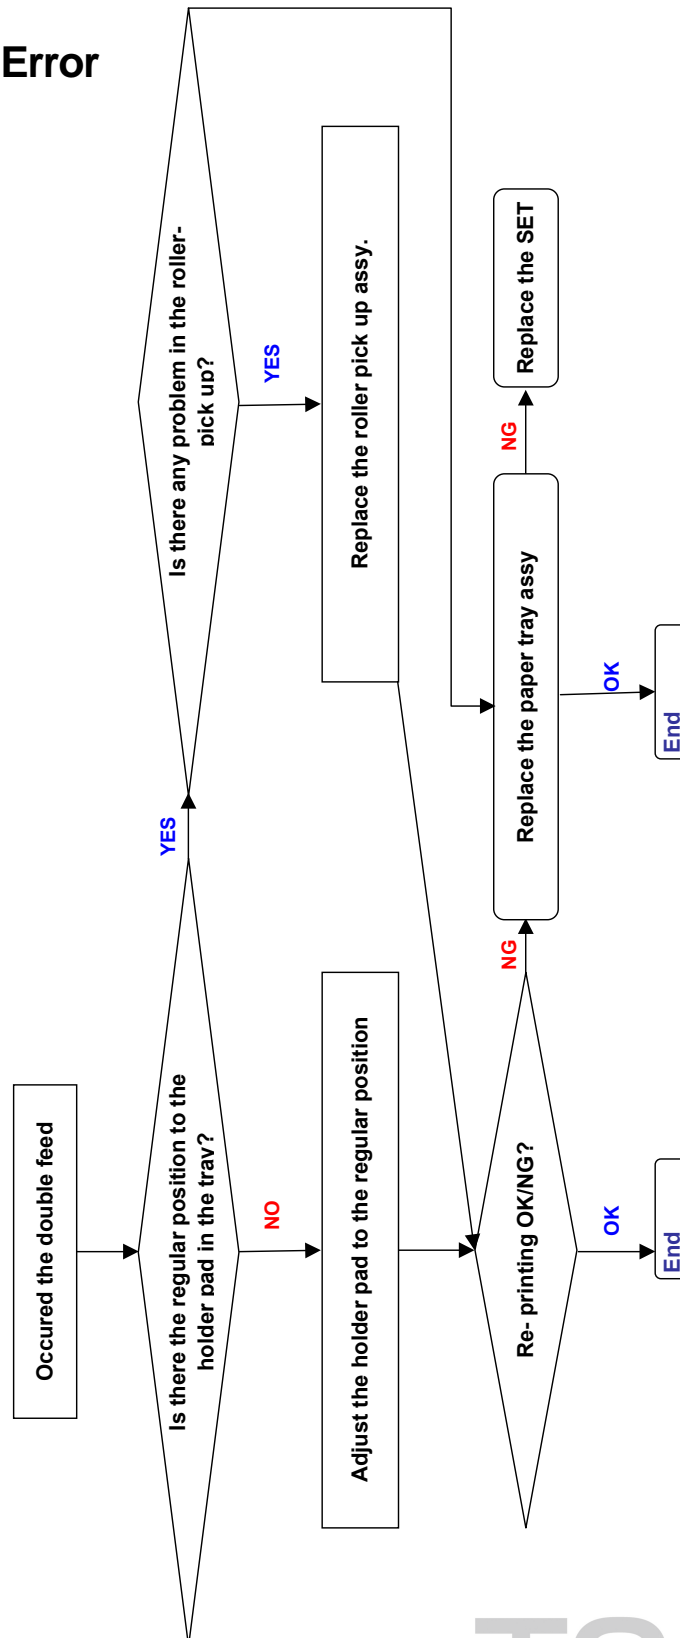 Error
Occured the double feed
Is there the regular position to the
holder pad in the tray?
YES
NO
Is there any problem in the roller-
pick up?
YES
Adjust the holder pad to the regular position
Replace the roller pick up assy.
Re- printing OK/NG?
NG
OK
Replace the paper tray assy
NG
OK
Replace the SET
End
End